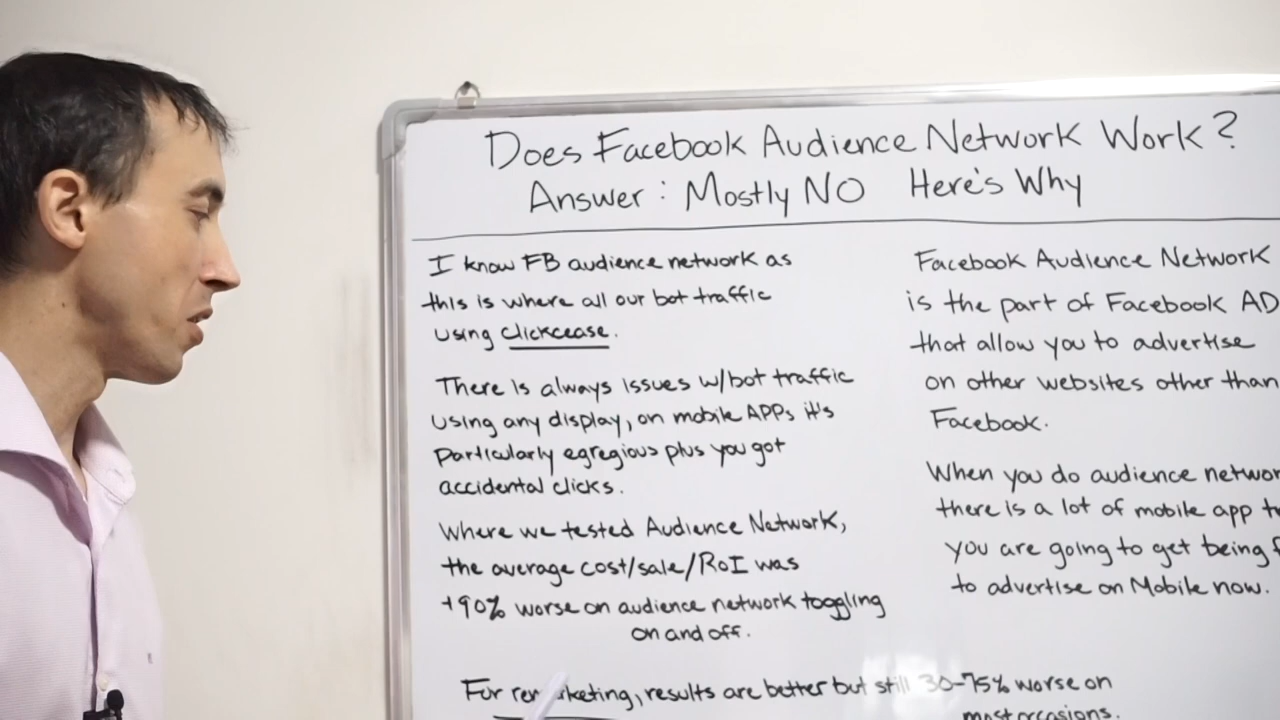 Does Facebook Audience Network Work?
Answer: Mostly NO Here's Why
I know FB audience network as
this is where all our bot traffic
using clickcease.
There is always issues w/bot traffic
using any display, on mobile APPs it's
particularly egregious plus you got
accidental clicks.
Where we tested Audience Network,
the average cost/sale/RoI was
+90% worse on audience network toggling
on and off.
Facebook Audience Network
is the part of Facebook AD
that allow you to advertise
on other websites other than
Facebook.
When you do audience networ
there is a lot of mobile app
you are going to get being
to advertise on Mobile now.
For remarketing, results are better but still 30-75% worse on
most occasions.